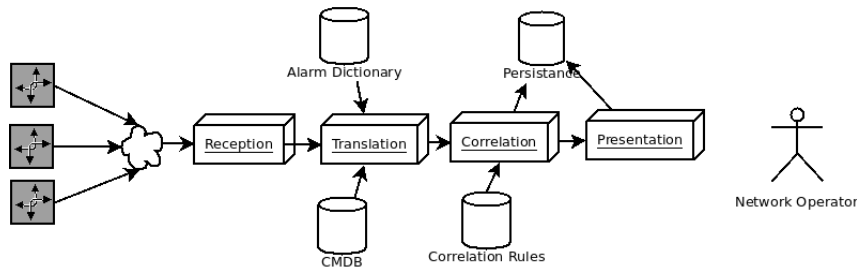 Alarm Dictionary
Persistance
Reception
Translation
Correlation
Presentation
Network Operator
CMDB
Correlation Rules